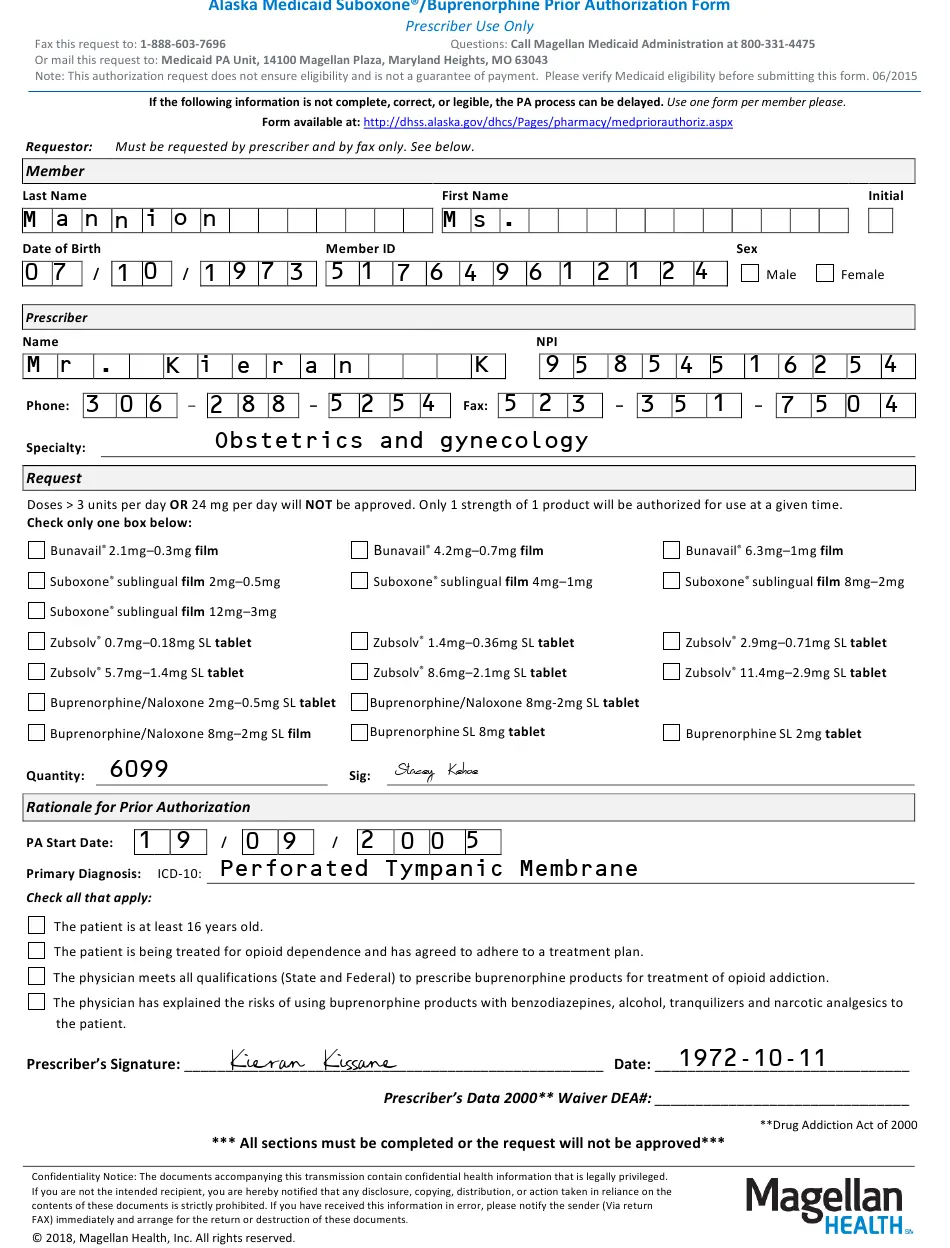 Alaska Medicaid Suboxone®/Buprenorphine Prior Authorization Form
Prescriber Use Only
Fax this request to: 1-888-603-7696 Questions: Call Magellan Medicaid Administration at 800-331-4475
Or mail this request to: Medicaid PA Unit, 14100 Magellan Plaza, Maryland Heights, MO 63043
Note: This authorization request does not ensure eligibility and is not a guarantee of payment. Please verify Medicaid eligibility before submitting this form. 06/2015
If the following information is not complete, correct, or legible, the PA process can be delayed. Use one form per member please.
Form available at: http://dhss.alaska.gov/dhcs/Pages/pharmacy/medpriorauthoriz.aspx
Requestor: Must be requested by prescriber and by fax only. See below.
Member
Last Name First Name Initial
Mannion Ms.
Date of Birth Member ID Sex
07 / 10 / 1973 517649612124 Male Female
Prescriber
Name NPI
Mr. Kieran K 95854516254
Phone: 306 – 288 – 5254 Fax: 523 – 351 – 7504
Specialty: Obstetrics and gynecology
Request
Doses > 3 units per day OR 24 mg per day will NOT be approved. Only 1 strength of 1 product will be authorized for use at a given time.
Check only one box below:
Bunavail® 2.1mg–0.3mg film Bunavail® 4.2mg–0.7mg film Bunavail® 6.3mg–1mg film
Suboxone® sublingual film 2mg–0.5mg Suboxone® sublingual film 4mg–1mg Suboxone® sublingual film 8mg–2mg
Suboxone® sublingual film 12mg–3mg
Zubsolv® 0.7mg–0.18mg SL tablet Zubsolv® 1.4mg–0.36mg SL tablet Zubsolv® 2.9mg–0.71mg SL tablet
Zubsolv® 5.7mg–1.4mg SL tablet Zubsolv® 8.6mg–2.1mg SL tablet Zubsolv® 11.4mg–2.9mg SL tablet
Buprenorphine/Naloxone 2mg–0.5mg SL tablet Buprenorphine/Naloxone 8mg-2mg SL tablet
Buprenorphine/Naloxone 8mg–2mg SL film Buprenorphine SL 8mg tablet Buprenorphine SL 2mg tablet
Quantity: 6099 Sig: Stacey Kehoe
Rationale for Prior Authorization
PA Start Date: 19 / 09 / 2005
Primary Diagnosis: ICD-10: Perforated Tympanic Membrane
Check all that apply:
The patient is at least 16 years old.
The patient is being treated for opioid dependence and has agreed to adhere to a treatment plan.
The physician meets all qualifications (State and Federal) to prescribe buprenorphine products for treatment of opioid addiction.
The physician has explained the risks of using buprenorphine products with benzodiazepines, alcohol, tranquilizers and narcotic analgesics to
the patient.
Prescriber’s Signature: Kieran Kissane Date: 1972-10-11
Prescriber’s Data 2000** Waiver DEA#:
**Drug Addiction Act of 2000
*** All sections must be completed or the request will not be approved***
Confidentiality Notice: The documents accompanying this transmission contain confidential health information that is legally privileged.
If you are not the intended recipient, you are hereby notified that any disclosure, copying, distribution, or action taken in reliance on the
contents of these documents is strictly prohibited. If you have received this information in error, please notify the sender (Via return
FAX) immediately and arrange for the return or destruction of these documents.
© 2018, Magellan Health, Inc. All rights reserved.
Magellan
HEALTH